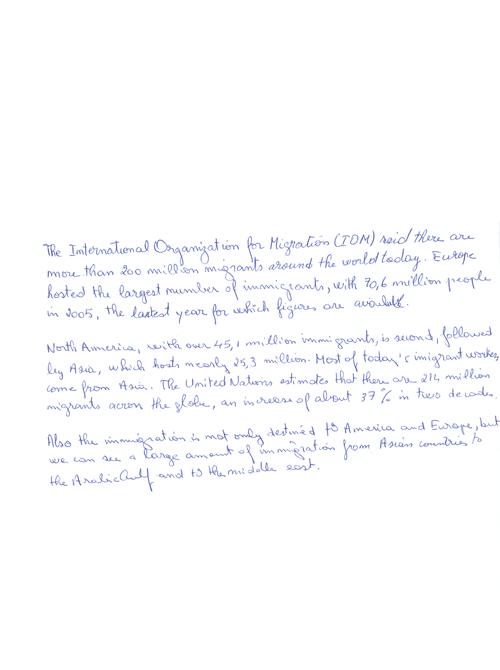 The International Organization for Migration (IOM) said there are
more than 200 million migrants around the world today. Europe
hosted the largest number of immigrants, with 70,6 million people
in 2005, the lastest year for which figures are available.
North America, with over 45,1 million immigrants, is second, followed
by Asia, which hosts nearly 25,3 million. Most of today's imigrant workers
come from Asia. The United Nations estimates that there are 214 million
migrants across the globe, an increase of about 37% in two decades.
Also the immigration is not only destined to America and Europe, but
we can see a large amount of immigration from Asian countries to
the Arabic Gulf and to the middle east.